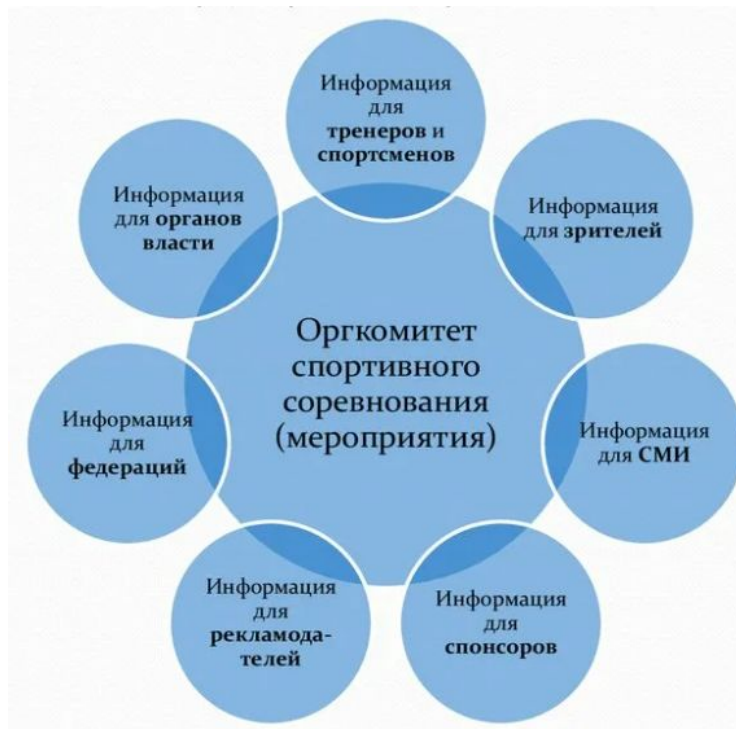 Информация
для
тренеров и
спортсменов
Информация
для зрителей
Информация
для СМИ
Информация
для
спонсоров
Информация
для
рекламода-
телей
Информация
для
федераций
Информация
для органов
власти
Оргкомитет
спортивного
соревнования
(мероприятия)